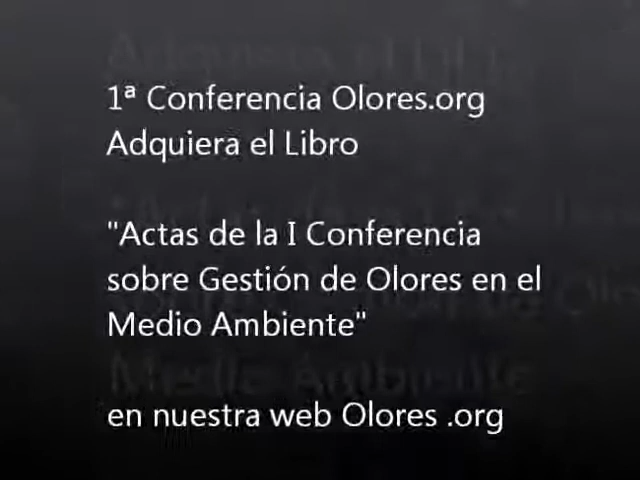 1ª Conferencia Olores.org
Adquiera el Libro
"Actas de la I Conferencia
sobre Gestión de Olores en el
Medio Ambiente"
en nuestra web Olores .org